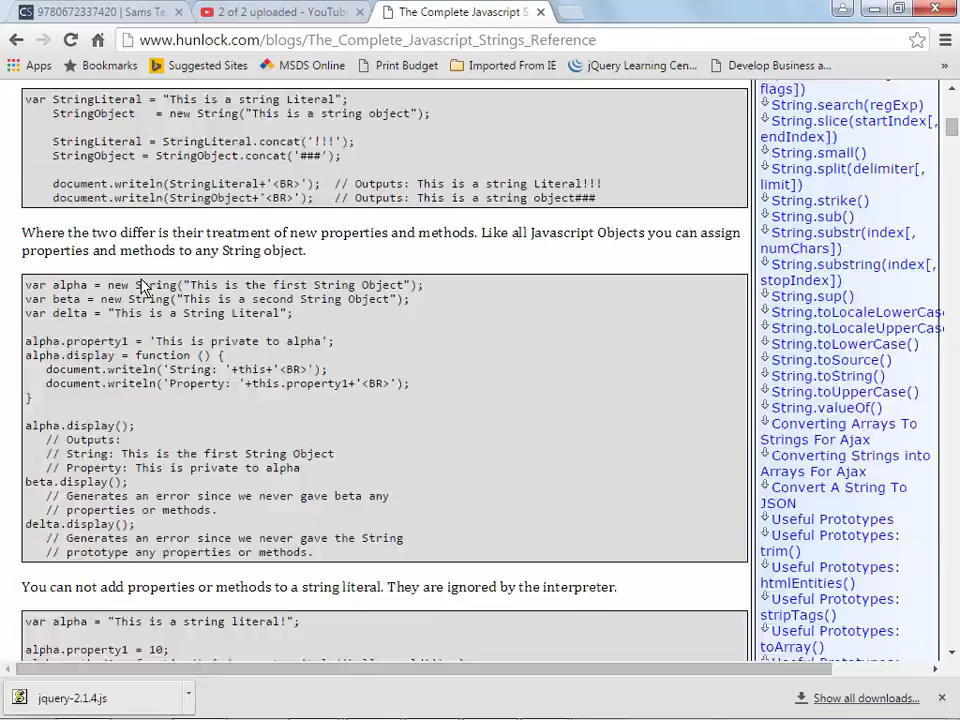 9780672337420 | Sams Te
2 of 2 uploaded - YouTub
The Complete Javascript S
www.hunlock.com/blogs/The_Complete_Javascript_Strings_Reference
Apps
Bookmarks
Suggested Sites
MSDS Online
Print Budget
Imported From IE
jQuery Learning Cen...
Develop Business a...
»
var StringLiteral = "This is a string Literal";
StringObject = new String("This is a string object");
StringLiteral = StringLiteral.concat('!!!');
StringObject = StringObject.concat('###');
document.writeln(StringLiteral+'<BR>'); // Outputs: This is a string Literal!!!
document.writeln(StringObject+'<BR>'); // Outputs: This is a string object###
Where the two differ is their treatment of new properties and methods. Like all Javascript Objects you can assign
properties and methods to any String object.
var alpha = new String("This is the first String Object");
var beta = new String("This is a second String Object");
var delta = "This is a String Literal";
alpha.property1 = 'This is private to alpha';
alpha.display = function () {
document.writeln('String: '+this+'<BR>');
document.writeln('Property: '+this.property1+'<BR>');
}
alpha.display();
// Outputs:
// String: This is the first String Object
// Property: This is private to alpha
beta.display();
// Generates an error since we never gave beta any
// properties or methods.
delta.display();
// Generates an error since we never gave the String
// prototype any properties or methods.
You can not add properties or methods to a string literal. They are ignored by the interpreter.
var alpha = "This is a string literal!";
alpha.property1 = 10;
flags])
String.search(regExp)
String.slice(startIndex[,
endIndex])
String.small()
String.split(delimiter[,
limit])
String.strike()
String.sub()
String.substr(index[,
numChars])
String.substring(index[,
stopIndex])
String.sup()
String.toLocaleLowerCase
String.toLocaleUpperCase
String.toLowerCase()
String.toSource()
String.toString()
String.toUpperCase()
String.valueOf()
Converting Arrays To
Strings For Ajax
Converting Strings into
Arrays For Ajax
Convert A String To
JSON
Useful Prototypes
Useful Prototypes:
trim()
Useful Prototypes:
htmlEntities()
Useful Prototypes:
stripTags()
Useful Prototypes:
toArray()
jquery-2.1.4.js
Show all downloads...